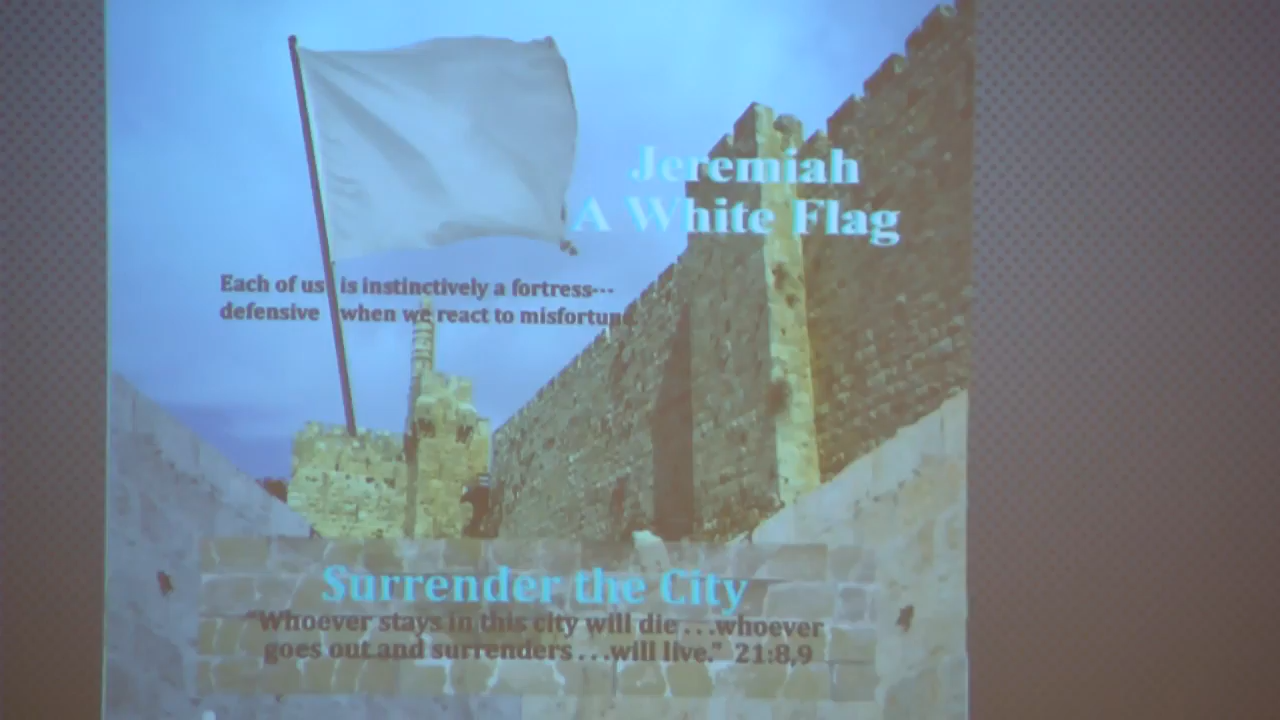 Jeremiah
A White Flag
Each of us is instinctively a fortress---
defensive when we react to misfortune
Surrender the City
"Whoever stays in this city will die ...whoever
goes out and surrenders ...will live." 21:8,9